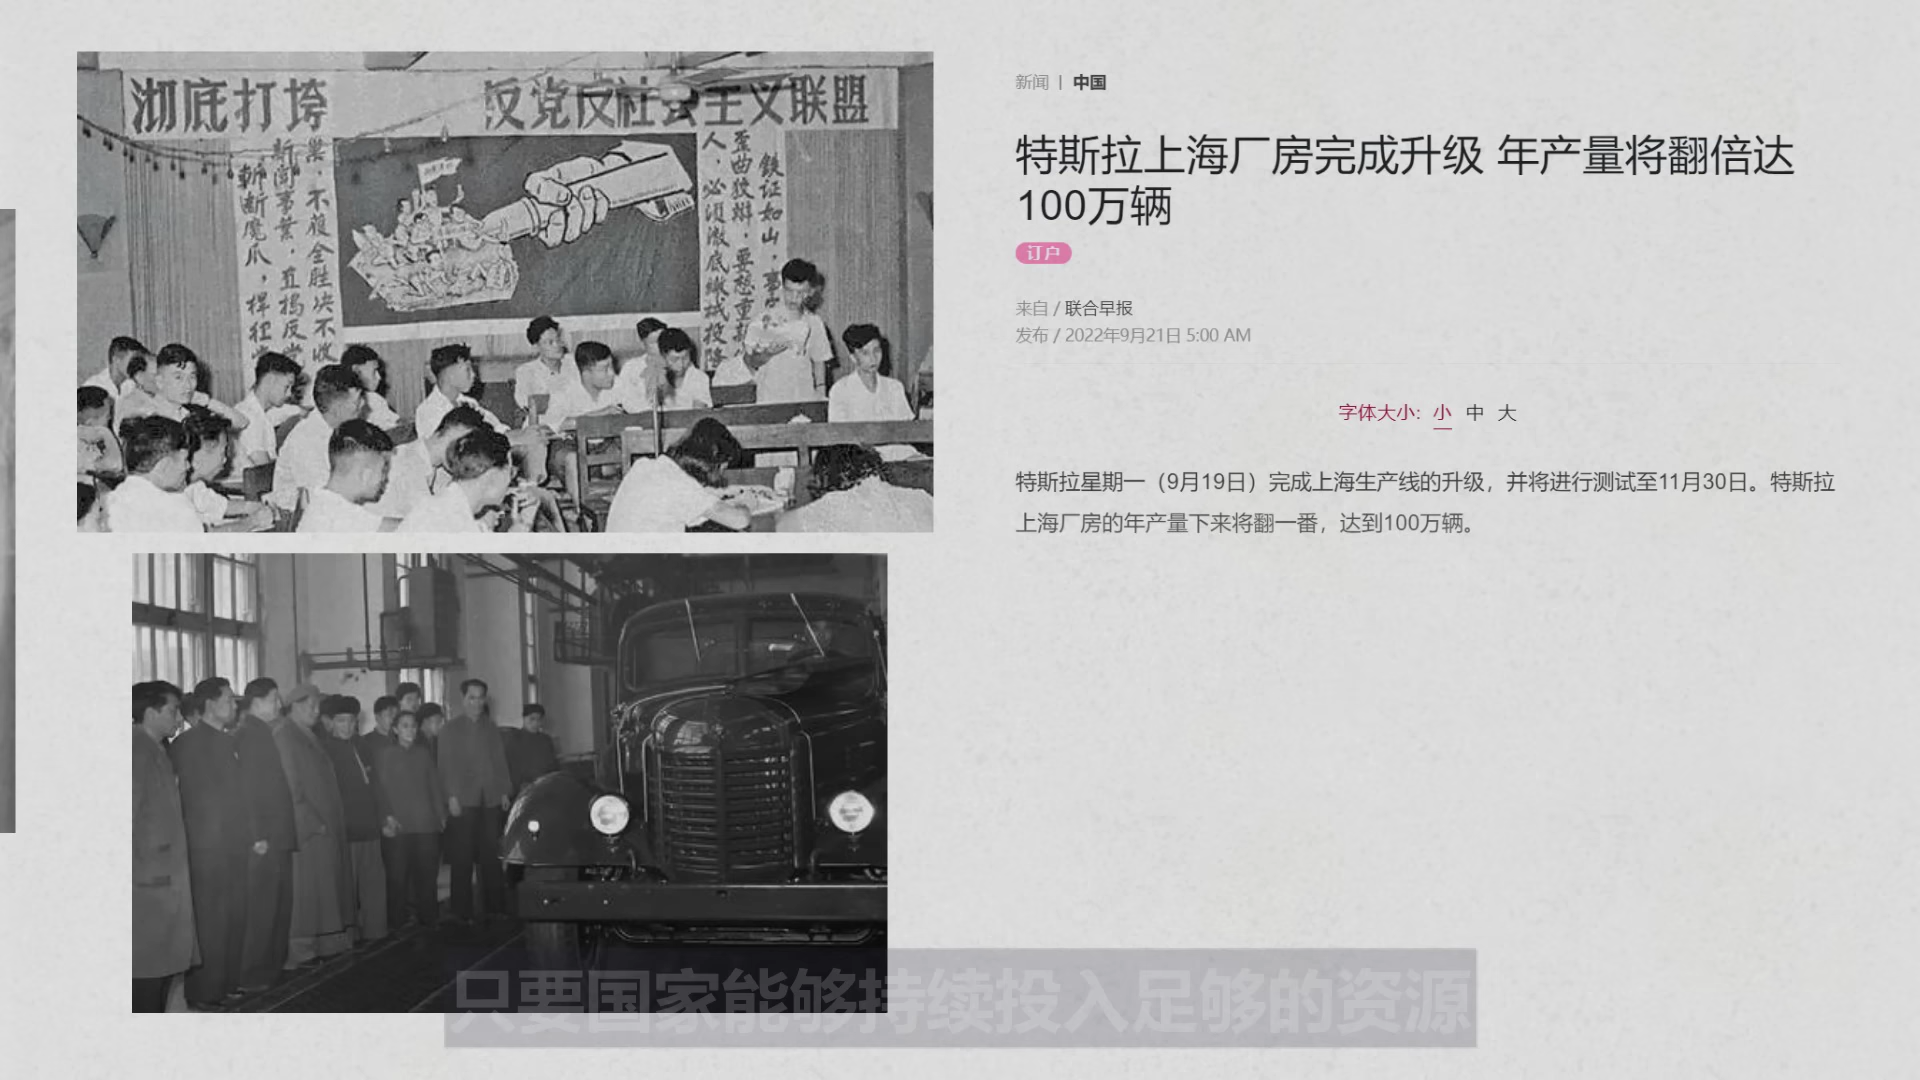 沏底打垮 反党反社会主义联盟
新闻 | 中国
特斯拉上海厂房完成升级 年产量将翻倍达
100万辆
订户
来自 / 联合早报
发布 / 2022年9月21日 5:00 AM
字体大小: 小 中 大
特斯拉星期一（9月19日）完成上海生产线的升级，并将进行测试至11月30日。特斯拉
上海厂房的年产量下来将翻一番，达到100万辆。
只要国家能够持续投入足够的资源